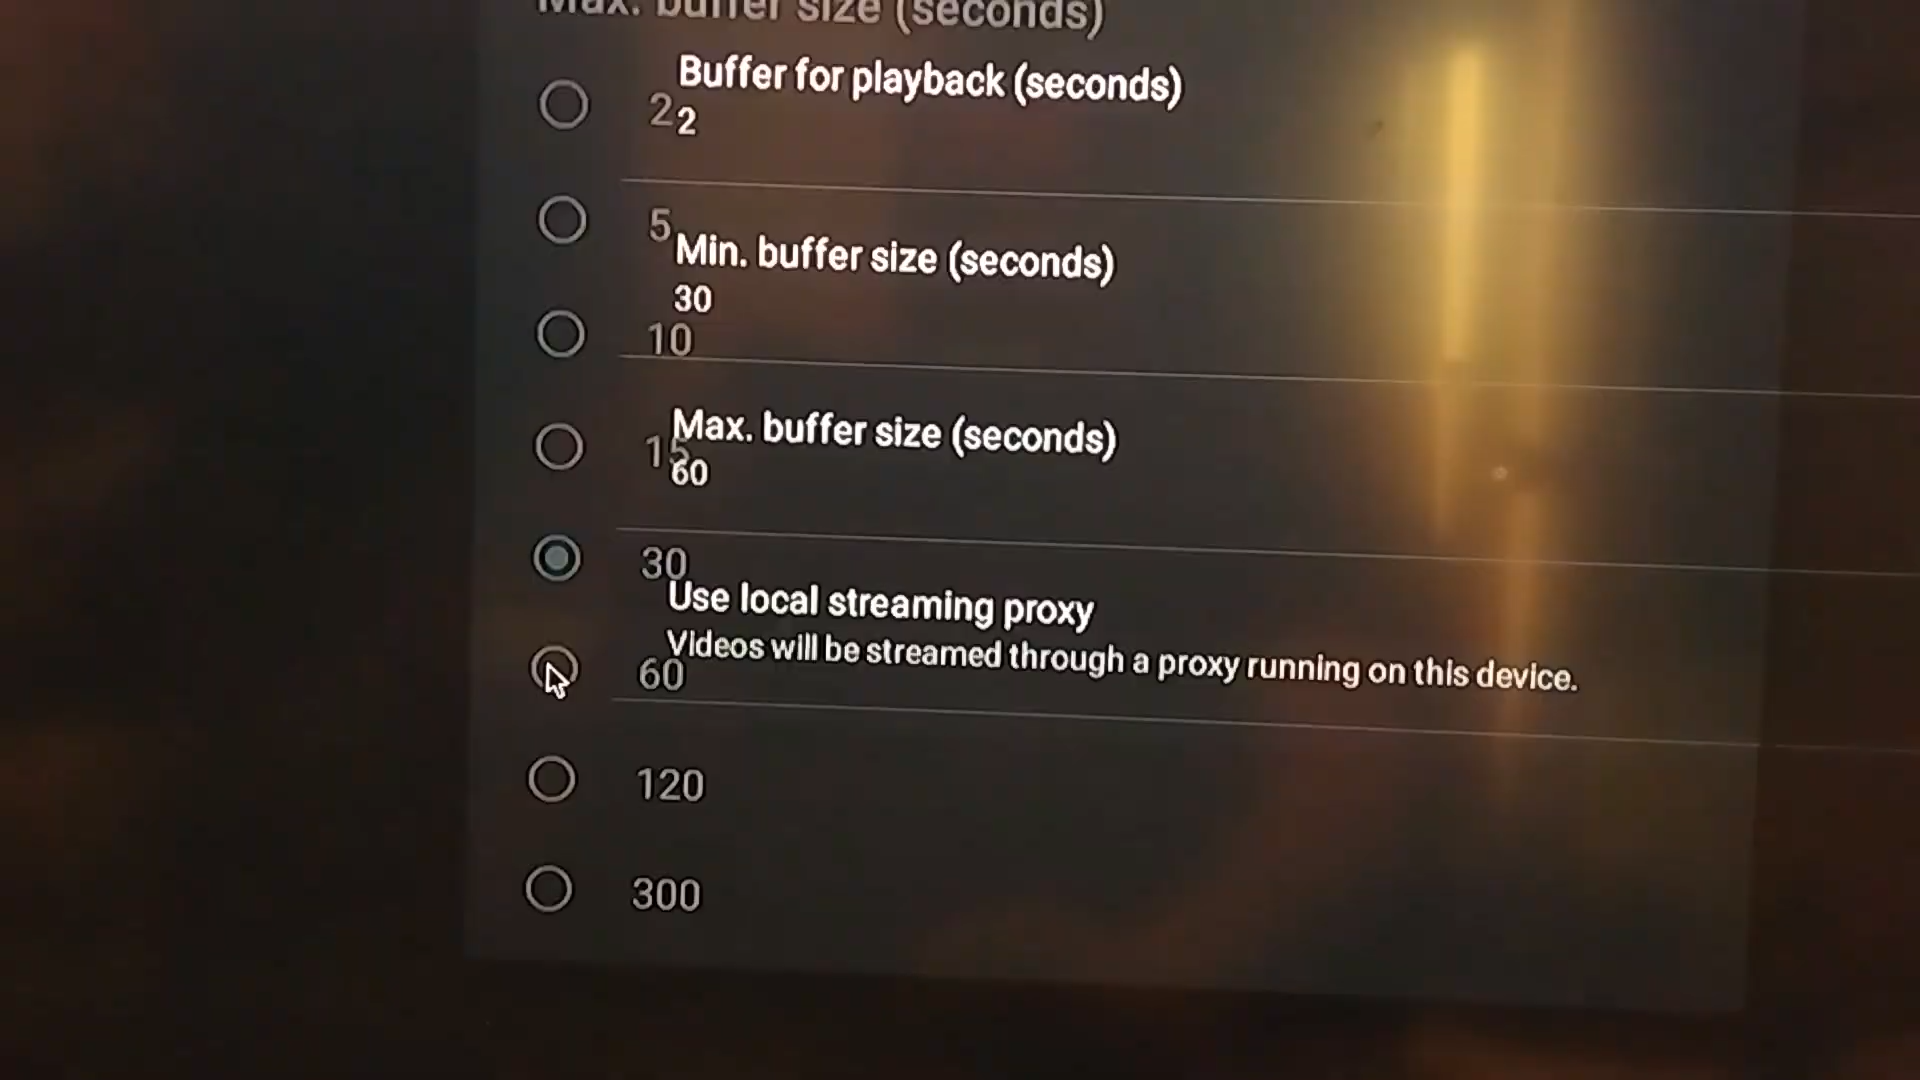 Max. buffer size (seconds)
Buffer for playback (seconds)
2
2
5
Min. buffer size (seconds)
30
10
Max. buffer size (seconds)
15
60
30
Use local streaming proxy
Videos will be streamed through a proxy running on this device.
60
120
300